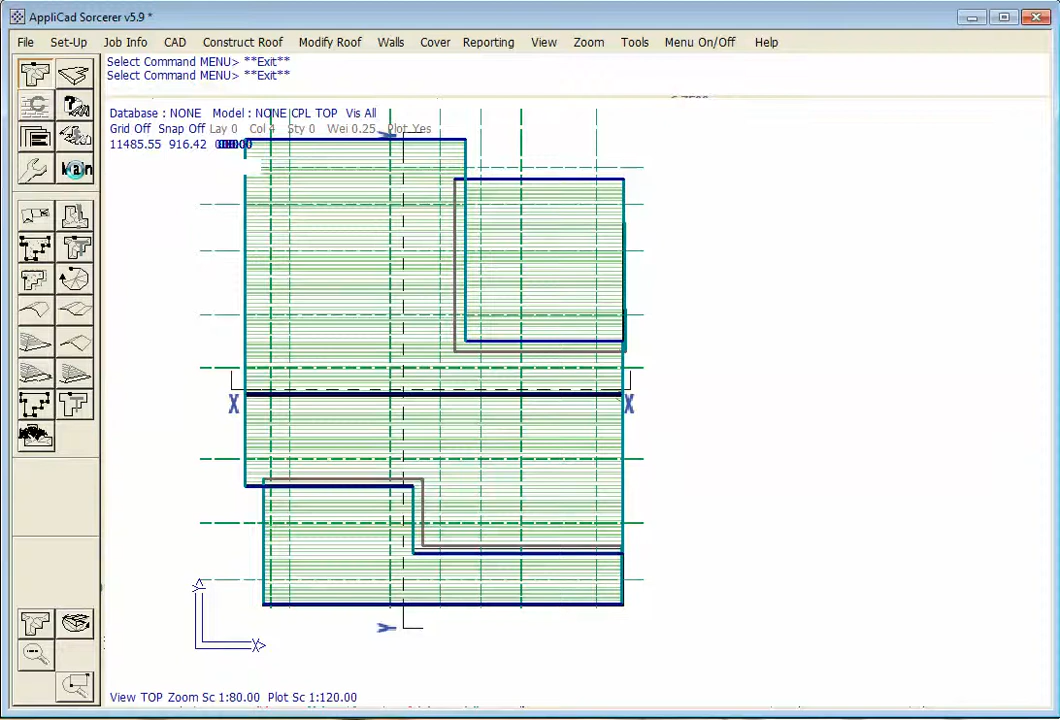 AppliCad Sorcerer v5.9 *
File Set-Up Job Info CAD Construct Roof Modify Roof Walls Cover Reporting View Zoom Tools Menu On/Off Help
Select Command MENU> **Exit**
Select Command MENU> **Exit**
Database : NONE Model : NONE CPL TOP Vis All
Grid Off Snap Off Lay 0 Col 4 Sty 0 Wei 0.25 Plot Yes
11485.55 916.42
Main
Y
X X
Y
X
View TOP Zoom Sc 1:80.00 Plot Sc 1:120.00